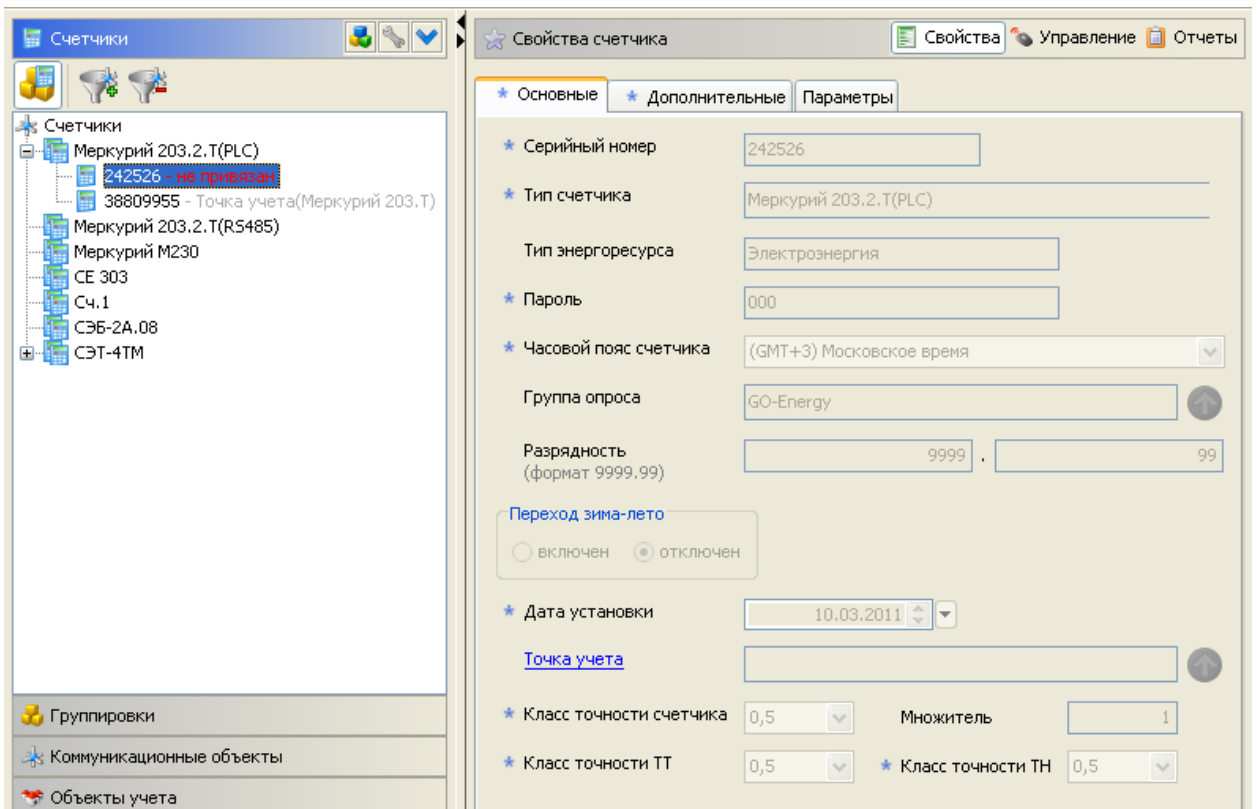 Счетчики
Счетчики
Меркурий 203.2.Т(PLC)
242526 - не привязан
38809955 - Точка учета(Меркурий 203.Т)
Меркурий 203.2.Т(RS485)
Меркурий М230
СЕ 303
Сч.1
СЭБ-2А.08
СЭТ-4ТМ
Группировки
Коммуникационные объекты
Объекты учета
Свойства счетчика
Свойства Управление Отчеты
* Основные * Дополнительные Параметры
* Серийный номер 242526
* Тип счетчика Меркурий 203.2.Т(PLC)
Тип энергоресурса Электроэнергия
* Пароль 000
* Часовой пояс счетчика (GMT+3) Московское время
Группа опроса GO-Energy
Разрядность 9999 . 99
(формат 9999.99)
Переход зима-лето
включен отключен
* Дата установки 10.03.2011
Точка учета
* Класс точности счетчика 0,5 Множитель 1
* Класс точности ТТ 0,5 * Класс точности ТН 0,5